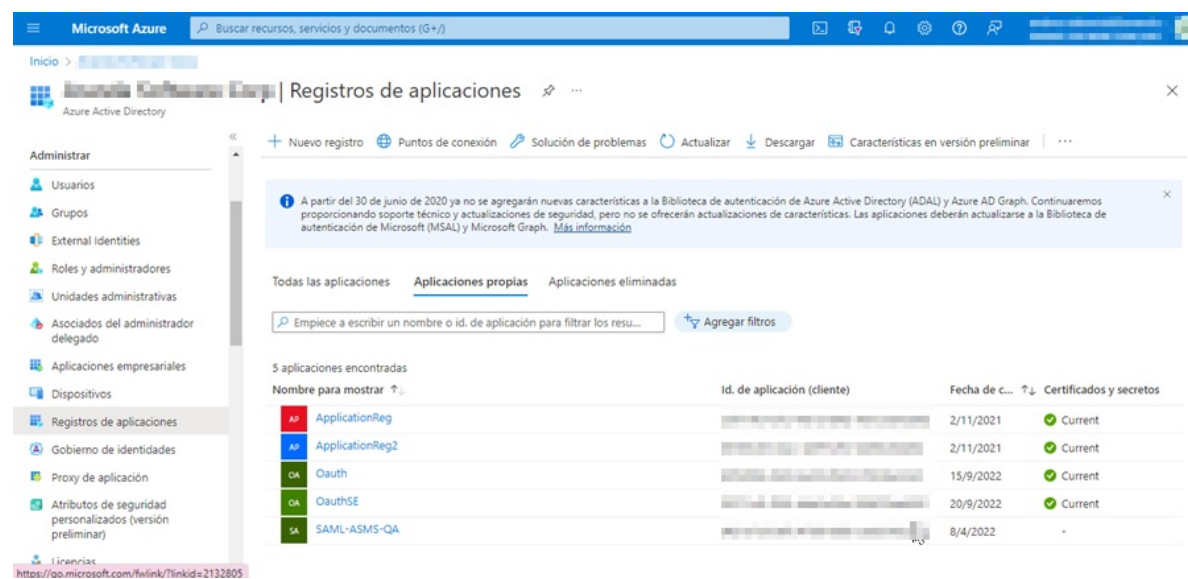 Microsoft Azure
Buscar recursos, servicios y documentos (G+/)
Inicio >
| Registros de aplicaciones
Azure Active Directory
Nuevo registro Puntos de conexión Solución de problemas Actualizar Descargar Características en versión preliminar
Administrar
Usuarios
Grupos
External Identities
Roles y administradores
Unidades administrativas
Asociados del administrador
delegado
Aplicaciones empresariales
Dispositivos
Registros de aplicaciones
Gobierno de identidades
Proxy de aplicación
Atributos de seguridad
personalizados (versión
preliminar)
Licencias
https://go.microsoft.com/fwlink/?linkid=2132805
A partir del 30 de junio de 2020 ya no se agregarán nuevas características a la Biblioteca de autenticación de Azure Active Directory (ADAL) y Azure AD Graph. Continuaremos
proporcionando soporte técnico y actualizaciones de seguridad, pero no se ofrecerán actualizaciones de características. Las aplicaciones deberán actualizarse a la Biblioteca de
autenticación de Microsoft (MSAL) y Microsoft Graph. Más información
Todas las aplicaciones Aplicaciones propias Aplicaciones eliminadas
Empiece a escribir un nombre o id. de aplicación para filtrar los resu... Agregar filtros
5 aplicaciones encontradas
Nombre para mostrar Id. de aplicación (cliente) Fecha de c... Certificados y secretos
AP ApplicationReg 2/11/2021 Current
AP ApplicationReg2 2/11/2021 Current
OA Oauth 15/9/2022 Current
OA OauthSE 20/9/2022 Current
SA SAML-ASMS-QA 8/4/2022 -